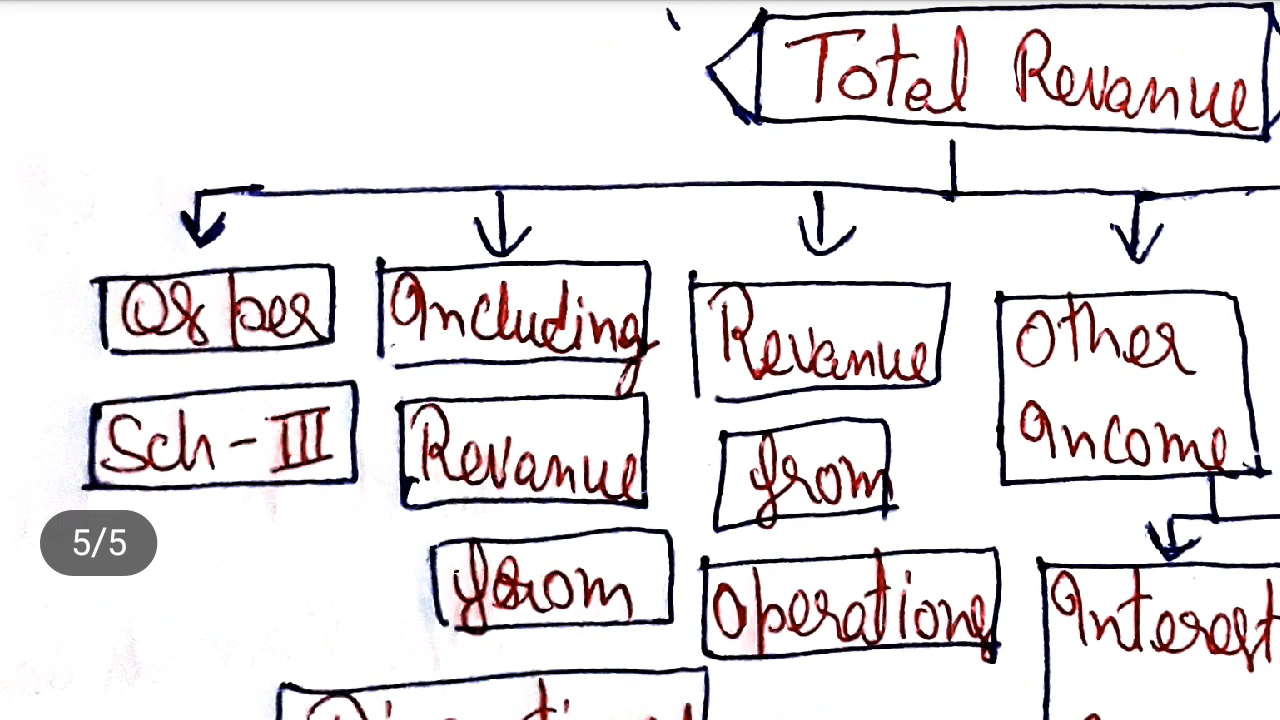 Total Revanue
As per
Sch-III
Including
Revanue
from
Revanue
from
Operations
Other
Income
Interest
5/5